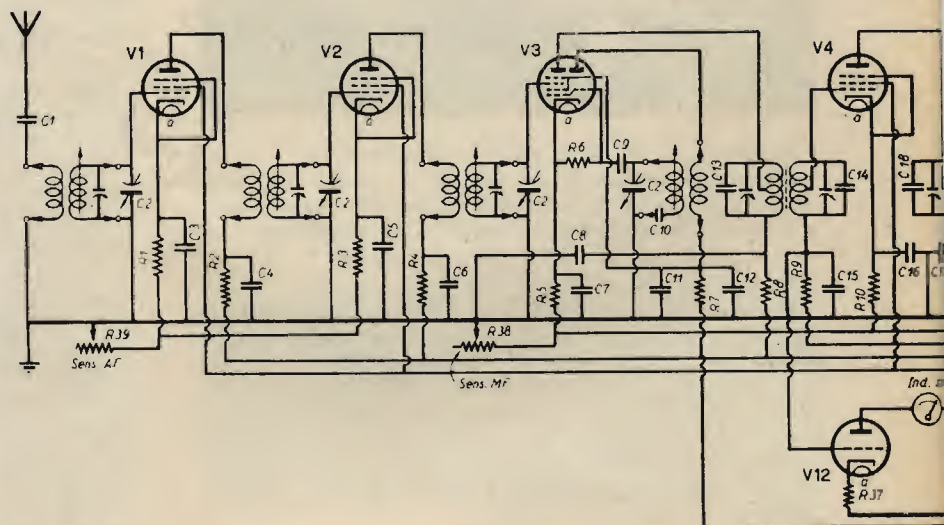 V1
V2
V3
V4
a
a
a
a
C1
R6
C9
C13
C14
C18
C2
C2
C2
C2
C10
R1
C3
R2
C4
R3
C5
R4
C6
C8
R5
C7
C11
R7
C12
R8
R9
C15
R10
C16
R39
Sens. AF
R38
Sens. MF
Ind.
V12
a
R37